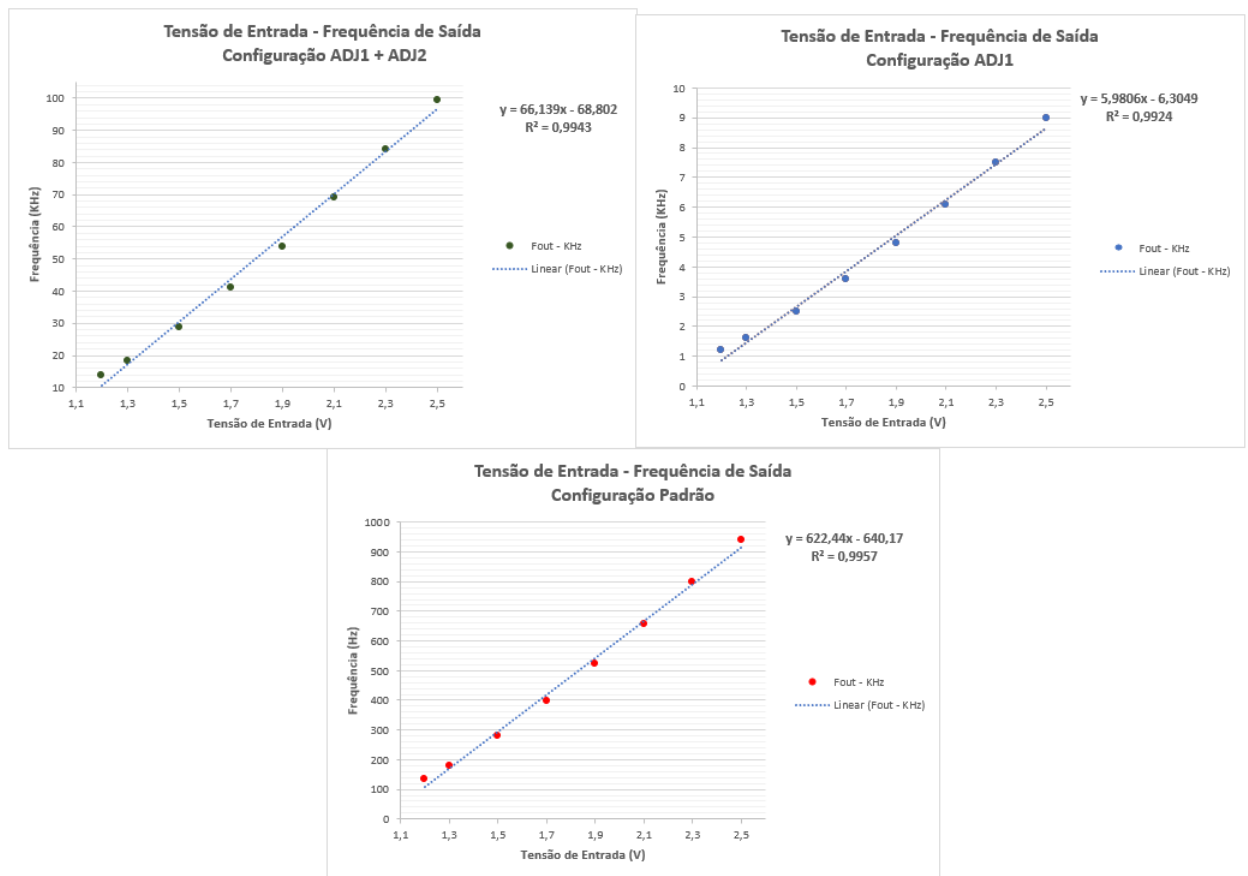 Tensão de Entrada - Frequência de Saída
Configuração ADJ1 + ADJ2
y = 66,139x - 68,802
R² = 0,9943
Frequência (KHz)
100
90
80
70
60
50
40
30
20
10
1,1 1,3 1,5 1,7 1,9 2,1 2,3 2,5
Tensão de Entrada (V)
Fout - KHz
Linear (Fout - KHz)
Tensão de Entrada - Frequência de Saída
Configuração ADJ1
y = 5,9806x - 6,3049
R² = 0,9924
Frequência (KHz)
10
9
8
7
6
5
4
3
2
1
0
1,1 1,3 1,5 1,7 1,9 2,1 2,3 2,5
Tensão de Entrada (V)
Fout - KHz
Linear (Fout - KHz)
Tensão de Entrada - Frequência de Saída
Configuração Padrão
y = 622,44x - 640,17
R² = 0,9957
Frequência (Hz)
1000
900
800
700
600
500
400
300
200
100
0
1,1 1,3 1,5 1,7 1,9 2,1 2,3 2,5
Tensão de Entrada (V)
Fout - KHz
Linear (Fout - KHz)